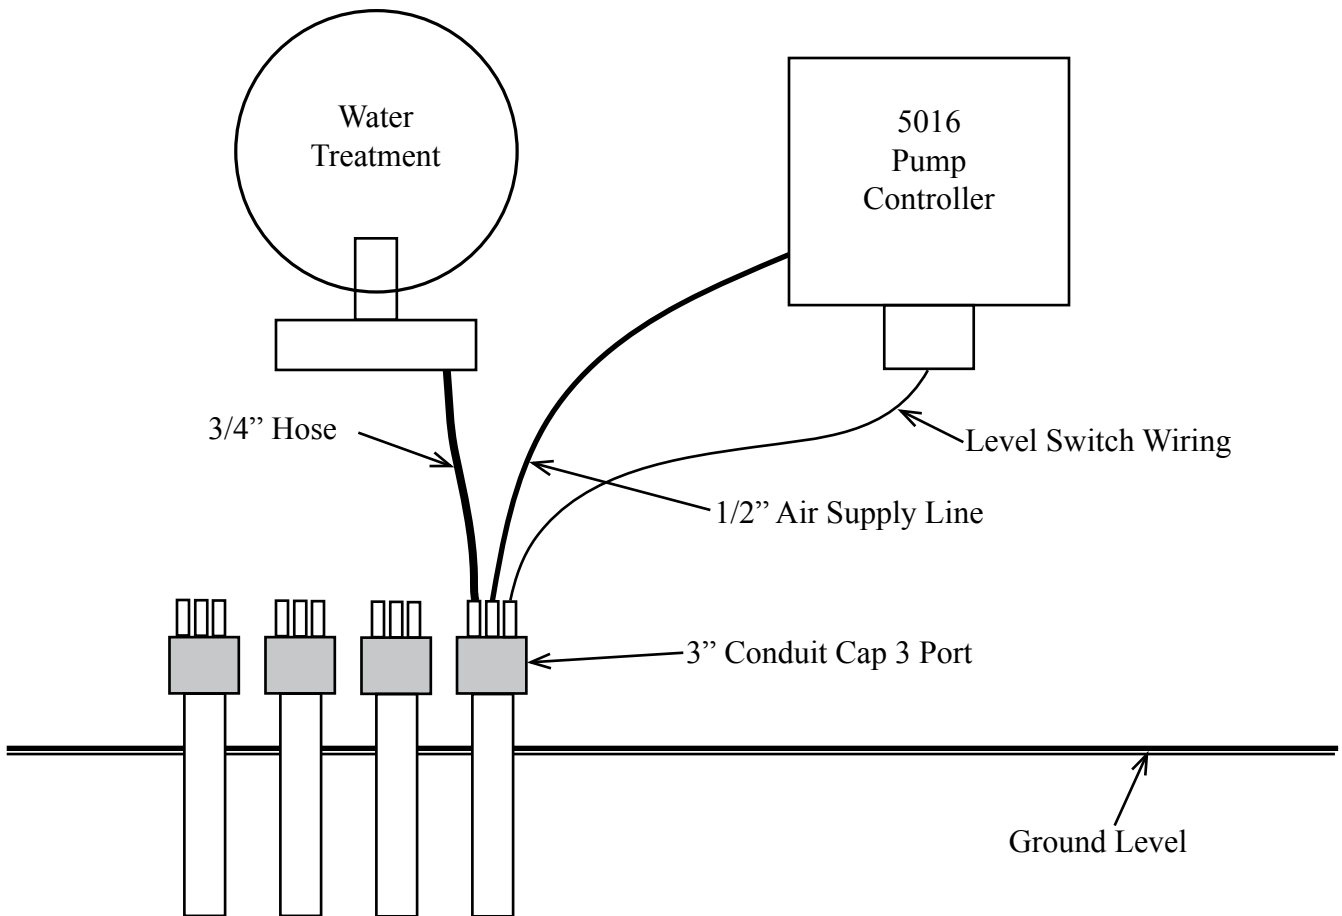 Water
Treatment
5016
Pump
Controller
3/4” Hose
Level Switch Wiring
1/2” Air Supply Line
3” Conduit Cap 3 Port
Ground Level